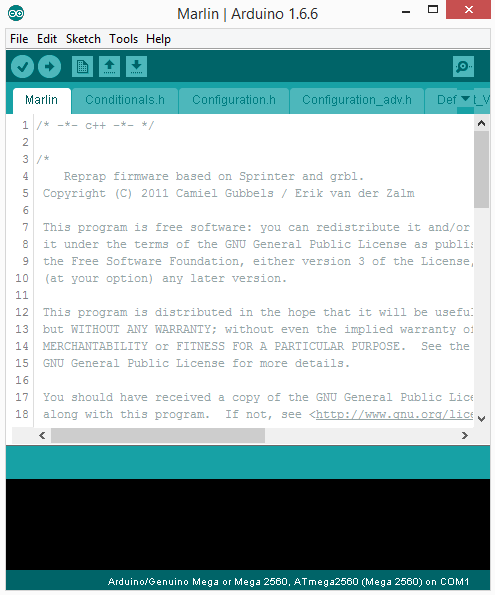 Marlin | Arduino 1.6.6
File Edit Sketch Tools Help
Marlin Conditionals.h Configuration.h Configuration_adv.h Def
1 /* -*- c++ -*- */
2
3 /*
4 Reprap firmware based on Sprinter and grbl.
5 Copyright (C) 2011 Camiel Gubbels / Erik van der Zalm
6
7 This program is free software: you can redistribute it and/or
8 it under the terms of the GNU General Public License as publis
9 the Free Software Foundation, either version 3 of the License,
10 (at your option) any later version.
11
12 This program is distributed in the hope that it will be useful
13 but WITHOUT ANY WARRANTY; without even the implied warranty of
14 MERCHANTABILITY or FITNESS FOR A PARTICULAR PURPOSE. See the
15 GNU General Public License for more details.
16
17 You should have received a copy of the GNU General Public Lice
18 along with this program. If not, see <http://www.gnu.org/lice
Arduino/Genuino Mega or Mega 2560, ATmega2560 (Mega 2560) on COM1